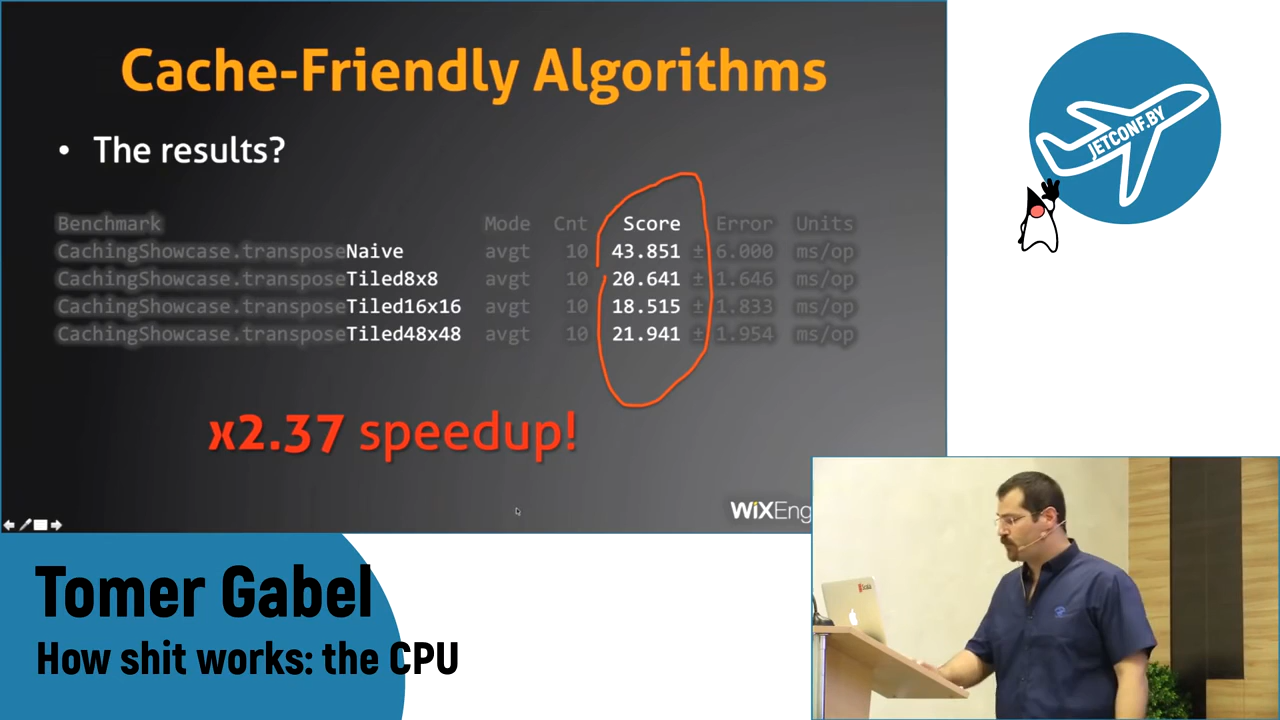 Cache-Friendly Algorithms
• The results?
Benchmark Mode Cnt Score Error Units
CachingShowcase.transposeNaive avgt 10 43.851 ± 6.000 ms/op
CachingShowcase.transposeTiled8x8 avgt 10 20.641 ± 1.646 ms/op
CachingShowcase.transposeTiled16x16 avgt 10 18.515 ± 1.833 ms/op
CachingShowcase.transposeTiled48x48 avgt 10 21.941 ± 1.954 ms/op
x2.37 speedup!
WiXEng
JETCONF.BY
Tomer Gabel
How shit works: the CPU